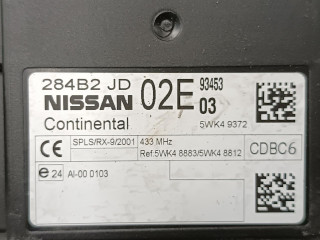 284B2 JD
NISSAN 02E 93453
03
Continental 5WK4 9372
CE SPLS/RX-9/2001 433 MHz
Ref:5WK4 8883/5WK4 8812 CDBC6
e 24 AI-00 0103